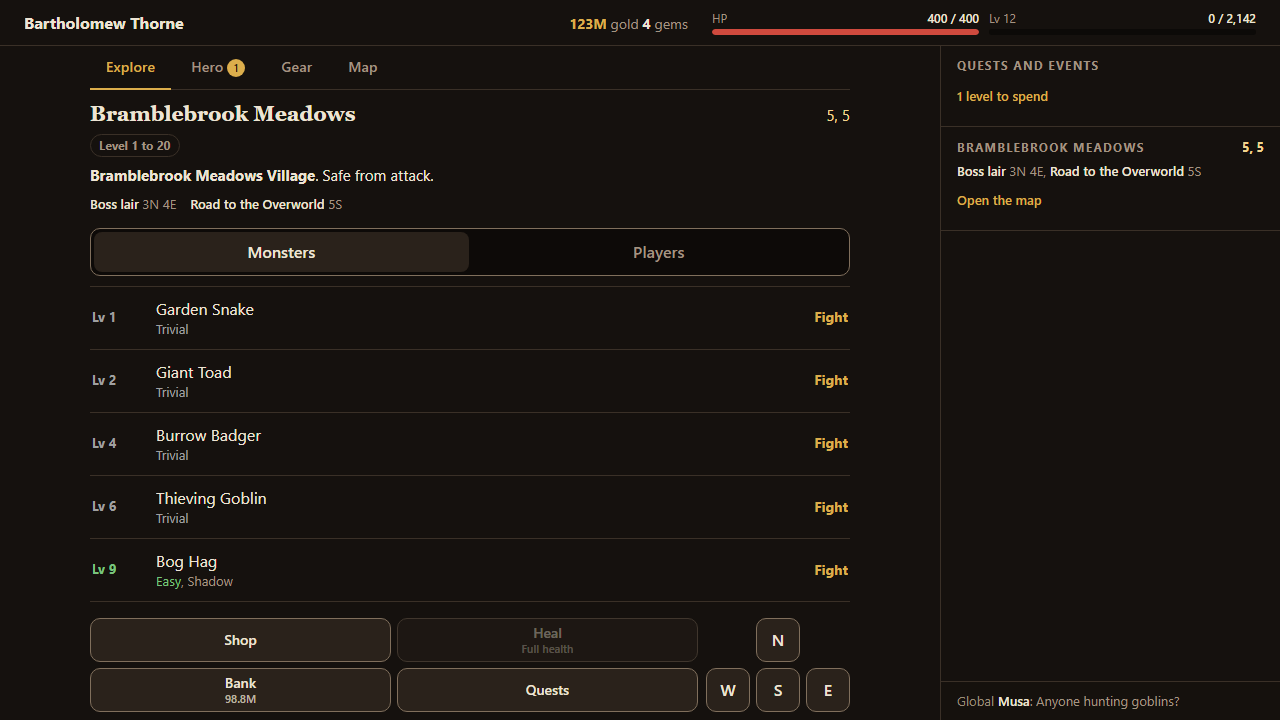 Bartholomew Thorne
123M gold 4 gems
HP 400 / 400
Lv 12 0 / 2,142
Explore
Hero 1
Gear
Map
Bramblebrook Meadows
5, 5
Level 1 to 20
Bramblebrook Meadows Village. Safe from attack.
Boss lair 3N 4E Road to the Overworld 5S
Monsters
Players
Lv 1
Garden Snake
Trivial
Fight
Lv 2
Giant Toad
Trivial
Fight
Lv 4
Burrow Badger
Trivial
Fight
Lv 6
Thieving Goblin
Trivial
Fight
Lv 9
Bog Hag
Easy, Shadow
Fight
Shop
Heal
Full health
Bank
98.8M
Quests
N
W
S
E
QUESTS AND EVENTS
1 level to spend
BRAMBLEBROOK MEADOWS
5, 5
Boss lair 3N 4E, Road to the Overworld 5S
Open the map
Global Musa: Anyone hunting goblins?